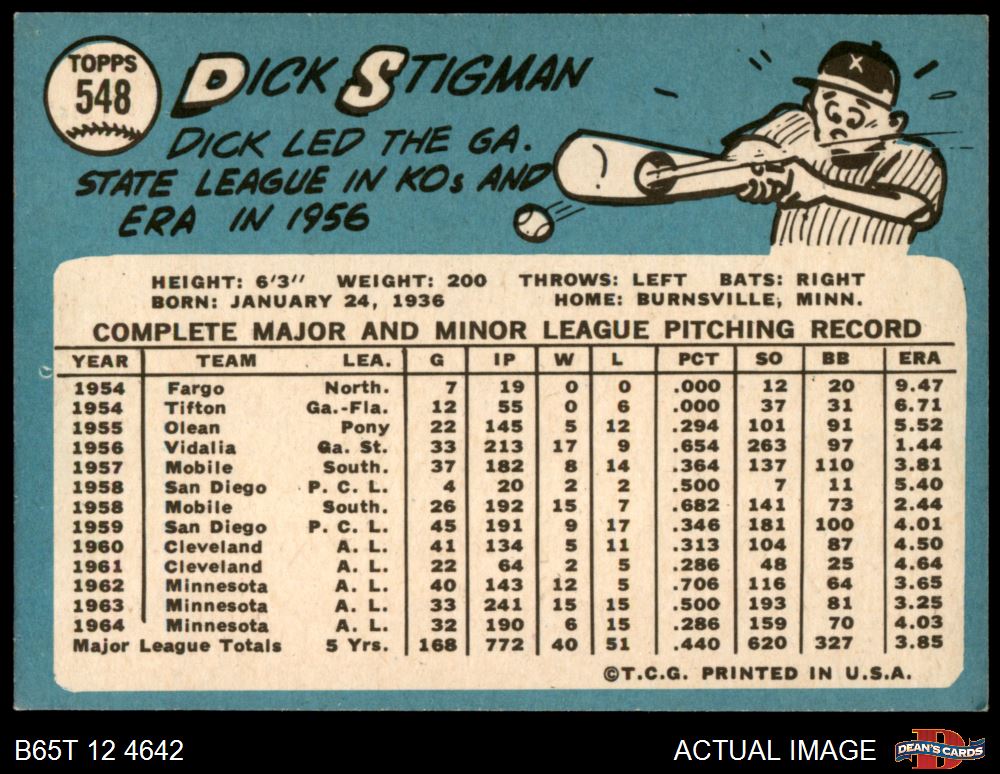 TOPPS
548
DICK STIGMAN
DICK LED THE GA.
STATE LEAGUE IN KOs AND
ERA IN 1956
X
HEIGHT: 6'3" WEIGHT: 200 THROWS: LEFT BATS: RIGHT
BORN: JANUARY 24, 1936 HOME: BURNSVILLE, MINN.
COMPLETE MAJOR AND MINOR LEAGUE PITCHING RECORD
YEAR TEAM LEA. G IP W L PCT SO BB ERA
1954 Fargo North. 7 19 0 0 .000 12 20 9.47
1954 Tifton Ga.-Fla. 12 55 0 6 .000 37 31 6.71
1955 Olean Pony 22 145 5 12 .294 101 91 5.52
1956 Vidalia Ga. St. 33 213 17 9 .654 263 97 1.44
1957 Mobile South. 37 182 8 14 .364 137 110 3.81
1958 San Diego P. C. L. 4 20 2 2 .500 7 11 5.40
1958 Mobile South. 26 192 15 7 .682 141 73 2.44
1959 San Diego P. C. L. 45 191 9 17 .346 181 100 4.01
1960 Cleveland A. L. 41 134 5 11 .313 104 87 4.50
1961 Cleveland A. L. 22 64 2 5 .286 48 25 4.64
1962 Minnesota A. L. 40 143 12 5 .706 116 64 3.65
1963 Minnesota A. L. 33 241 15 15 .500 193 81 3.25
1964 Minnesota A. L. 32 190 6 15 .286 159 70 4.03
Major League Totals 5 Yrs. 168 772 40 51 .440 620 327 3.85
©T.C.G. PRINTED IN U.S.A.
B65T 12 4642 ACTUAL IMAGE
D
DEAN'S CARDS